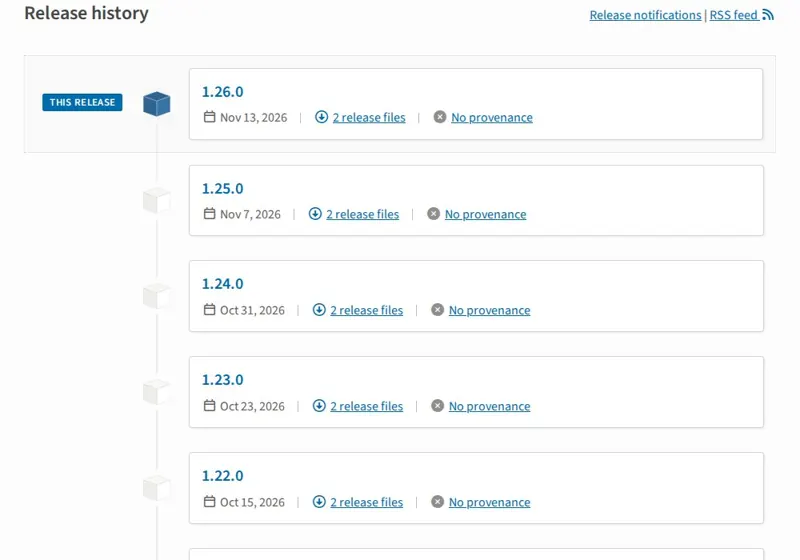 Release history
Release notifications | RSS feed
THIS RELEASE
1.26.0
Nov 13, 2026 | 2 release files | No provenance
1.25.0
Nov 7, 2026 | 2 release files | No provenance
1.24.0
Oct 31, 2026 | 2 release files | No provenance
1.23.0
Oct 23, 2026 | 2 release files | No provenance
1.22.0
Oct 15, 2026 | 2 release files | No provenance